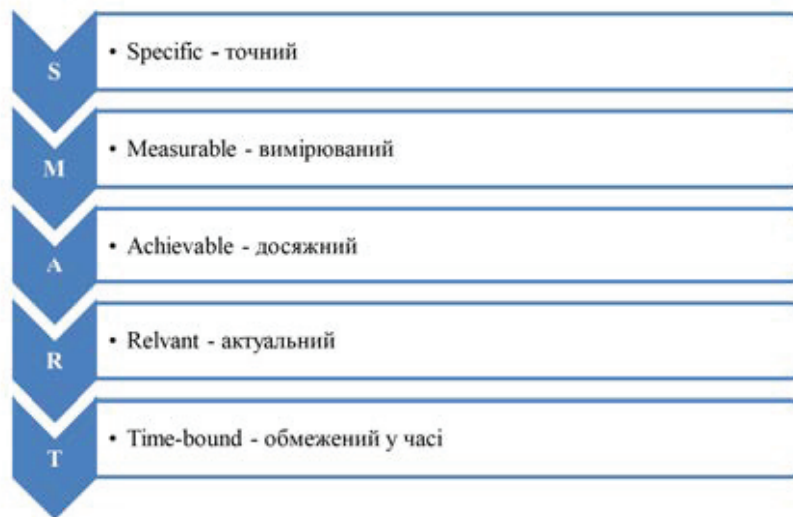 S
• Specific - точний
M
• Measurable - вимірюваний
A
• Achievable - досяжний
R
• Relvant - актуальний
T
• Time-bound - обмежений у часі